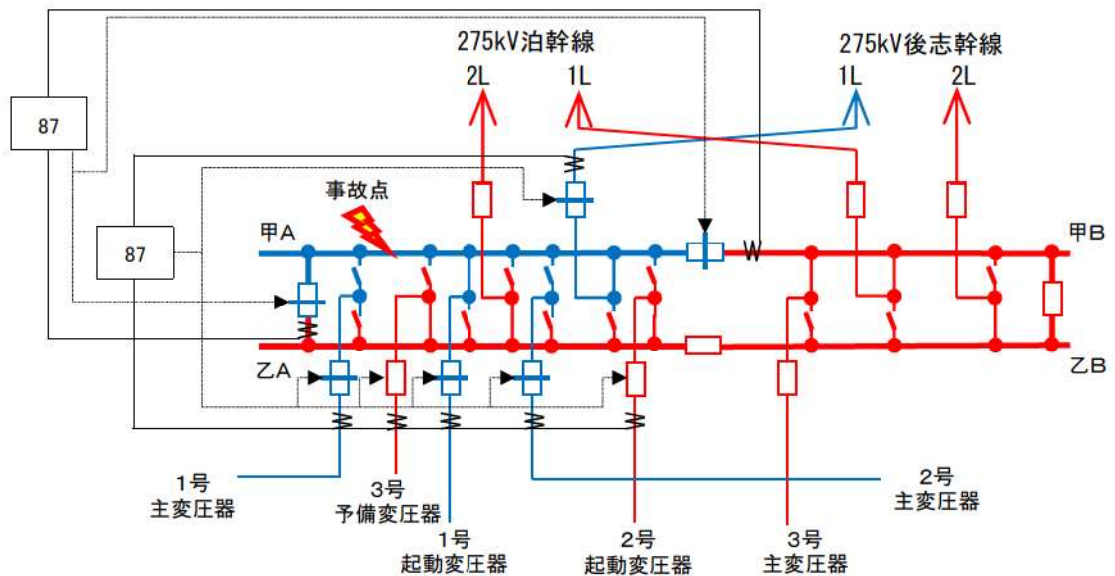 275kV泊幹線
2L
1L
275kV後志幹線
1L
2L
87
87
事故点
甲A
甲B
乙A
乙B
1号
主変圧器
3号
予備変圧器
1号
起動変圧器
2号
起動変圧器
3号
主変圧器
2号
主変圧器